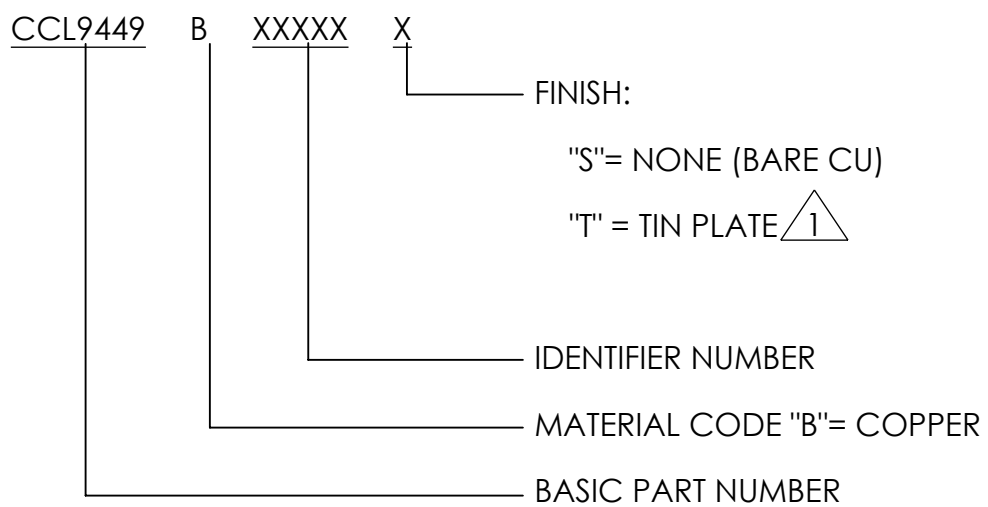 CCL9449 B XXXXX X
FINISH:
"S"= NONE (BARE CU)
"T" = TIN PLATE 1
IDENTIFIER NUMBER
MATERIAL CODE "B"= COPPER
BASIC PART NUMBER